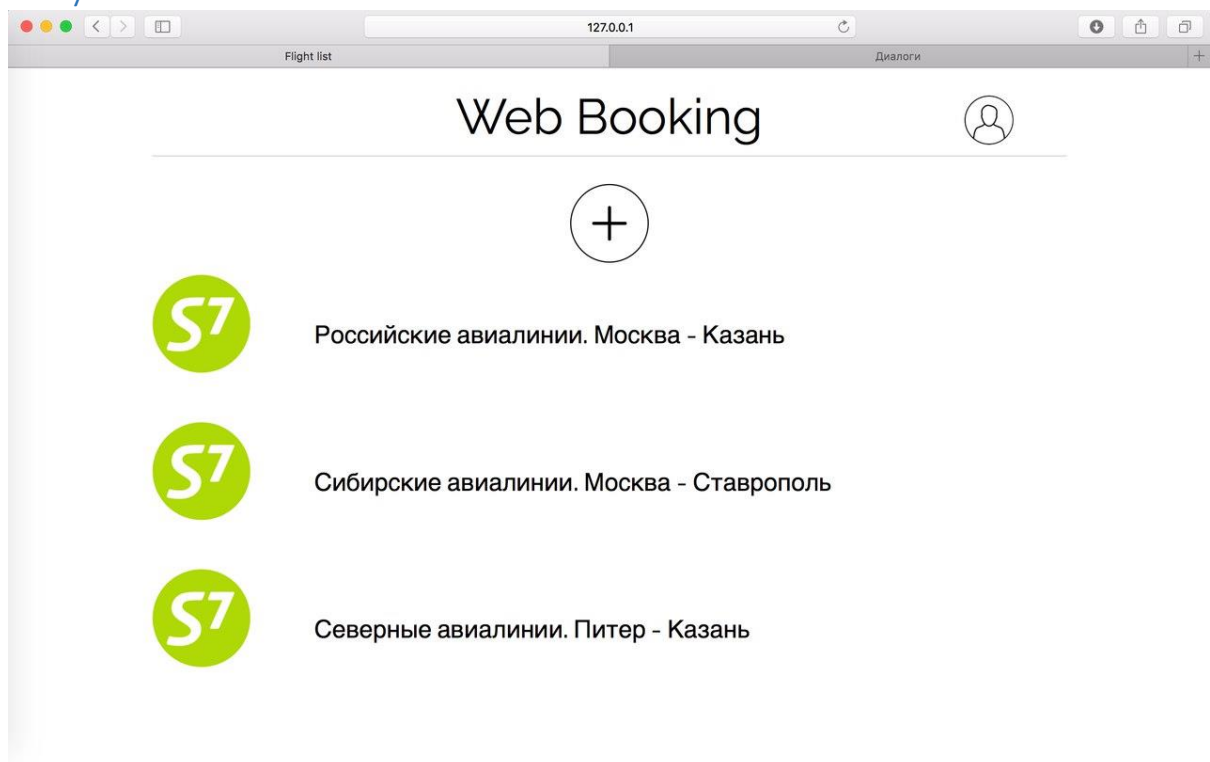 127.0.0.1
Flight list
Диалоги
Web Booking
S7
Российские авиалинии. Москва - Казань
S7
Сибирские авиалинии. Москва - Ставрополь
S7
Северные авиалинии. Питер - Казань